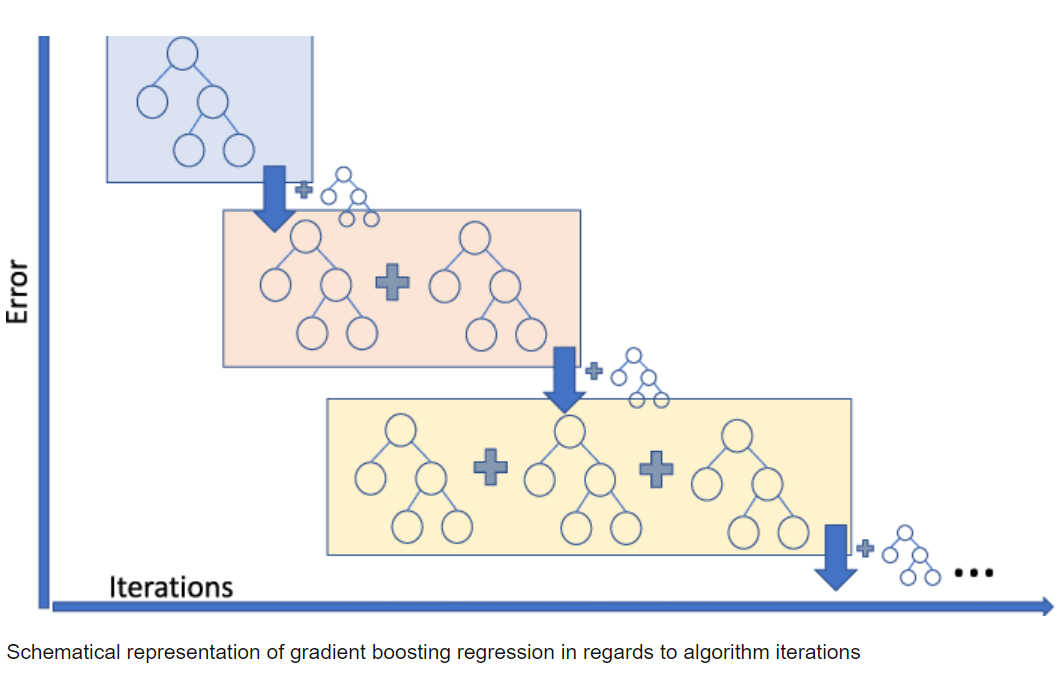 Error
Iterations
Schematical representation of gradient boosting regression in regards to algorithm iterations